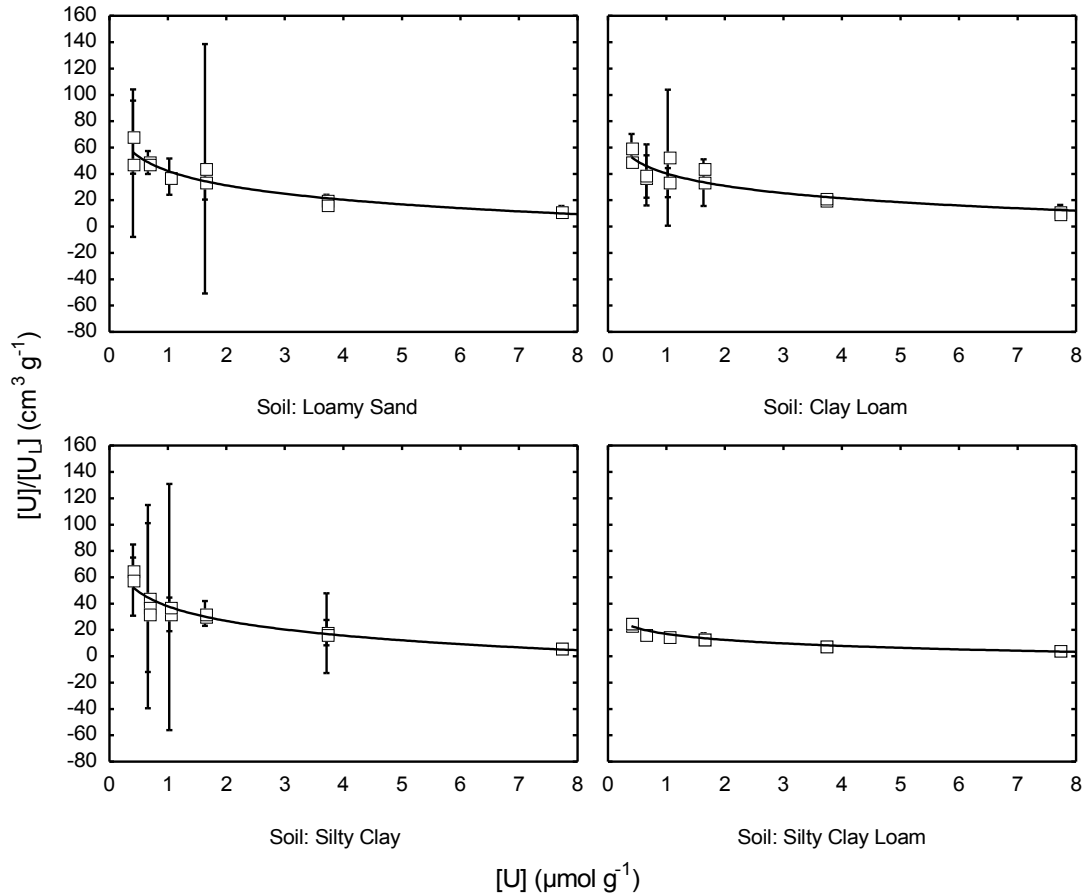 160
140
120
100
80
60
40
20
0
-20
-40
-60
-80
0 1 2 3 4 5 6 7 8
0 1 2 3 4 5 6 7 8
Soil: Loamy Sand
Soil: Clay Loam
[U]/[U_L] (cm³ g⁻¹)
160
140
120
100
80
60
40
20
0
-20
-40
-60
-80
0 1 2 3 4 5 6 7 8
0 1 2 3 4 5 6 7 8
Soil: Silty Clay
Soil: Silty Clay Loam
[U] (µmol g⁻¹)